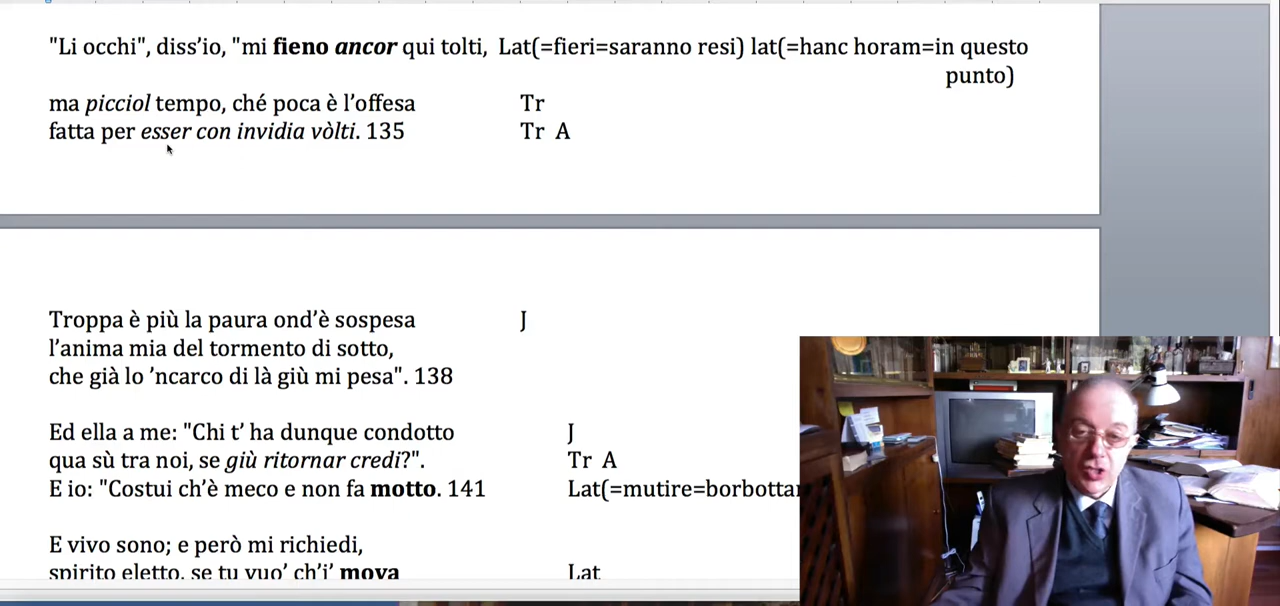 "Li occhi", diss'io, "mi fieno ancor qui tolti, Lat(=fieri=saranno resi) lat(=hanc horam=in questo
punto)
ma picciol tempo, ché poca è l'offesa Tr
fatta per esser con invidia vòlti. 135 Tr A
Troppa è più la paura ond'è sospesa J
l'anima mia del tormento di sotto,
che già lo 'ncarco di là giù mi pesa". 138
Ed ella a me: "Chi t' ha dunque condotto J
qua sù tra noi, se giù ritornar credi?". Tr A
E io: "Costui ch'è meco e non fa motto. 141 Lat(=mutire=borbottar
E vivo sono; e però mi richiedi,
spirito eletto, se tu vuo' ch'i' mova Lat